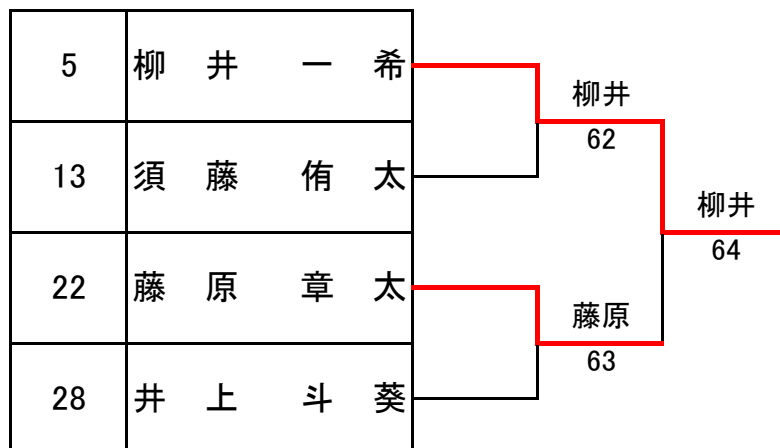 5 柳井 一希
13 須藤 侑太
22 藤原 章太
28 井上 斗葵
柳井
62
藤原
63
柳井
64